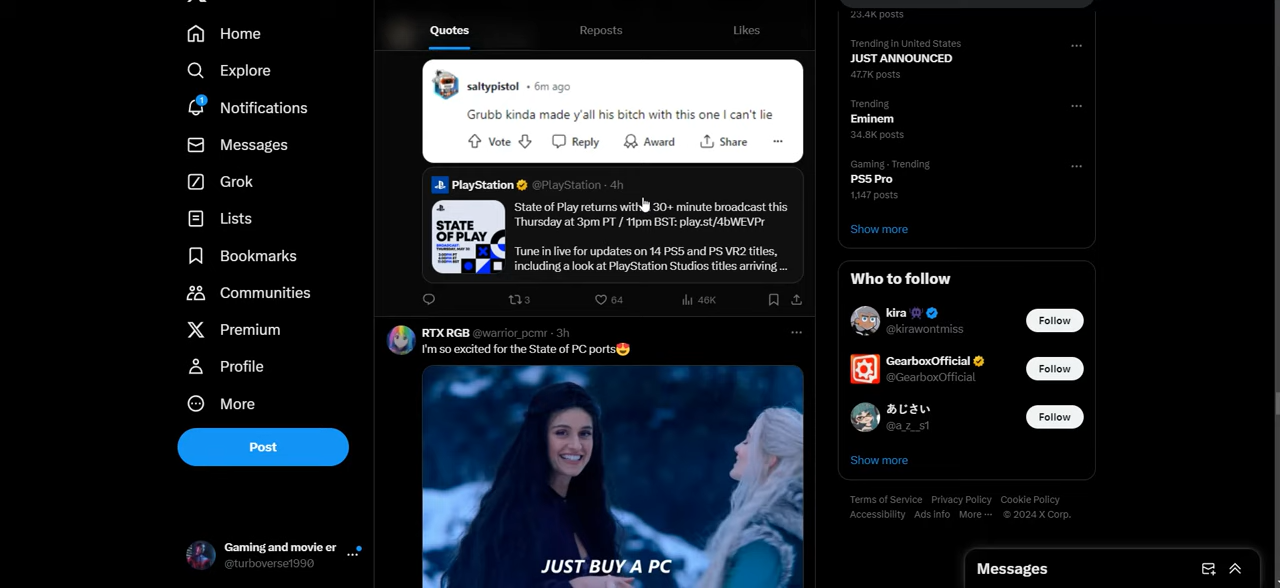 Home
Explore
1
Notifications
Messages
Grok
Lists
Bookmarks
Communities
Premium
Profile
More
Post
Gaming and movie er
@turboverse1990
Quotes
Reposts
Likes
saltypistol • 6m ago
Grubb kinda made y'all his bitch with this one I can't lie
Vote
Reply
Award
Share
PlayStation @PlayStation · 4h
State of Play returns with 30+ minute broadcast this
Thursday at 3pm PT / 11pm BST: play.st/4bWEVPr
Tune in live for updates on 14 PS5 and PS VR2 titles,
including a look at PlayStation Studios titles arriving ...
STATE
OF PLAY
3
64
46K
RTX RGB @warrior_pcmr · 3h
I'm so excited for the State of PC ports😍
JUST BUY A PC
23.4K posts
Trending in United States
JUST ANNOUNCED
47.7K posts
Trending
Eminem
34.8K posts
Gaming · Trending
PS5 Pro
1,147 posts
Show more
Who to follow
kira
@kirawontmiss
Follow
GearboxOfficial
@GearboxOfficial
Follow
あじさい
@a_z_s1
Follow
Show more
Terms of Service Privacy Policy Cookie Policy
Accessibility Ads info More ··· © 2024 X Corp.
Messages